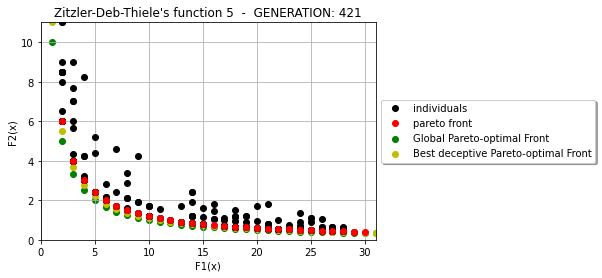 Zitzler-Deb-Thiele's function 5 - GENERATION: 421
F2(x)
10
8
6
4
2
0
0 5 10 15 20 25 30
F1(x)
individuals
pareto front
Global Pareto-optimal Front
Best deceptive Pareto-optimal Front